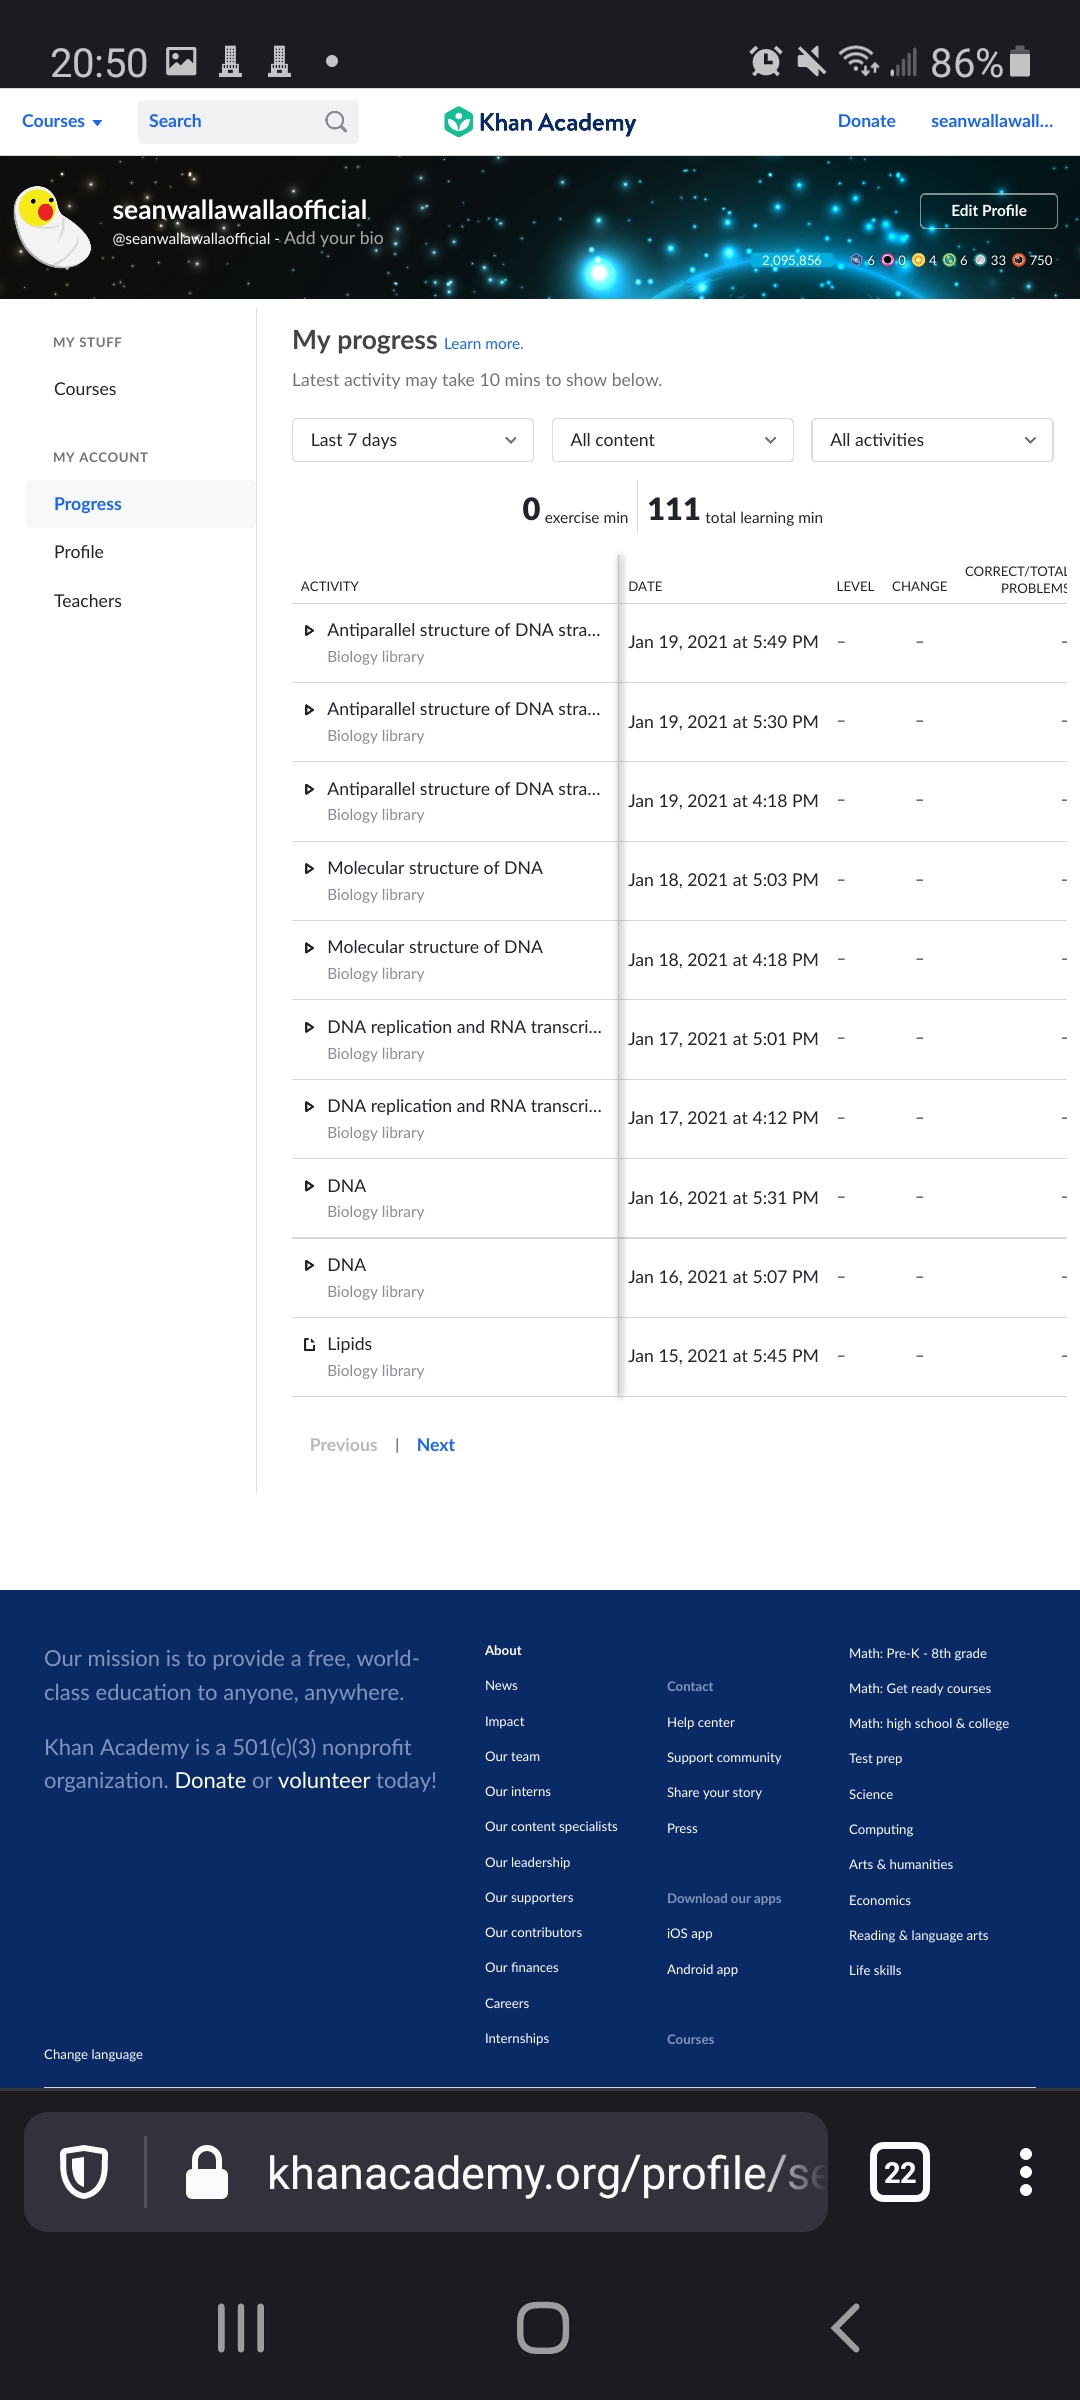 20:50
86%
Courses
Search
Khan Academy
Donate
seanwallawall...
seanwallawallaofficial
@seanwallawallaofficial - Add your bio
Edit Profile
2,095,856
6 0 4 6 33 750
MY STUFF
Courses
MY ACCOUNT
Progress
Profile
Teachers
My progress Learn more.
Latest activity may take 10 mins to show below.
Last 7 days
All content
All activities
0 exercise min
111 total learning min
ACTIVITY DATE LEVEL CHANGE CORRECT/TOTAL PROBLEMS
Antiparallel structure of DNA stra... Jan 19, 2021 at 5:49 PM – – –
Biology library
Antiparallel structure of DNA stra... Jan 19, 2021 at 5:30 PM – – –
Biology library
Antiparallel structure of DNA stra... Jan 19, 2021 at 4:18 PM – – –
Biology library
Molecular structure of DNA Jan 18, 2021 at 5:03 PM – – –
Biology library
Molecular structure of DNA Jan 18, 2021 at 4:18 PM – – –
Biology library
DNA replication and RNA transcri... Jan 17, 2021 at 5:01 PM – – –
Biology library
DNA replication and RNA transcri... Jan 17, 2021 at 4:12 PM – – –
Biology library
DNA Jan 16, 2021 at 5:31 PM – – –
Biology library
DNA Jan 16, 2021 at 5:07 PM – – –
Biology library
Lipids Jan 15, 2021 at 5:45 PM – – –
Biology library
Previous | Next
Our mission is to provide a free, world-
class education to anyone, anywhere.
Khan Academy is a 501(c)(3) nonprofit
organization. Donate or volunteer today!
Change language
About
News
Impact
Our team
Our interns
Our content specialists
Our leadership
Our supporters
Our contributors
Our finances
Careers
Internships
Contact
Help center
Support community
Share your story
Press
Download our apps
iOS app
Android app
Courses
Math: Pre-K - 8th grade
Math: Get ready courses
Math: high school & college
Test prep
Science
Computing
Arts & humanities
Economics
Reading & language arts
Life skills
khanacademy.org/profile/se
22